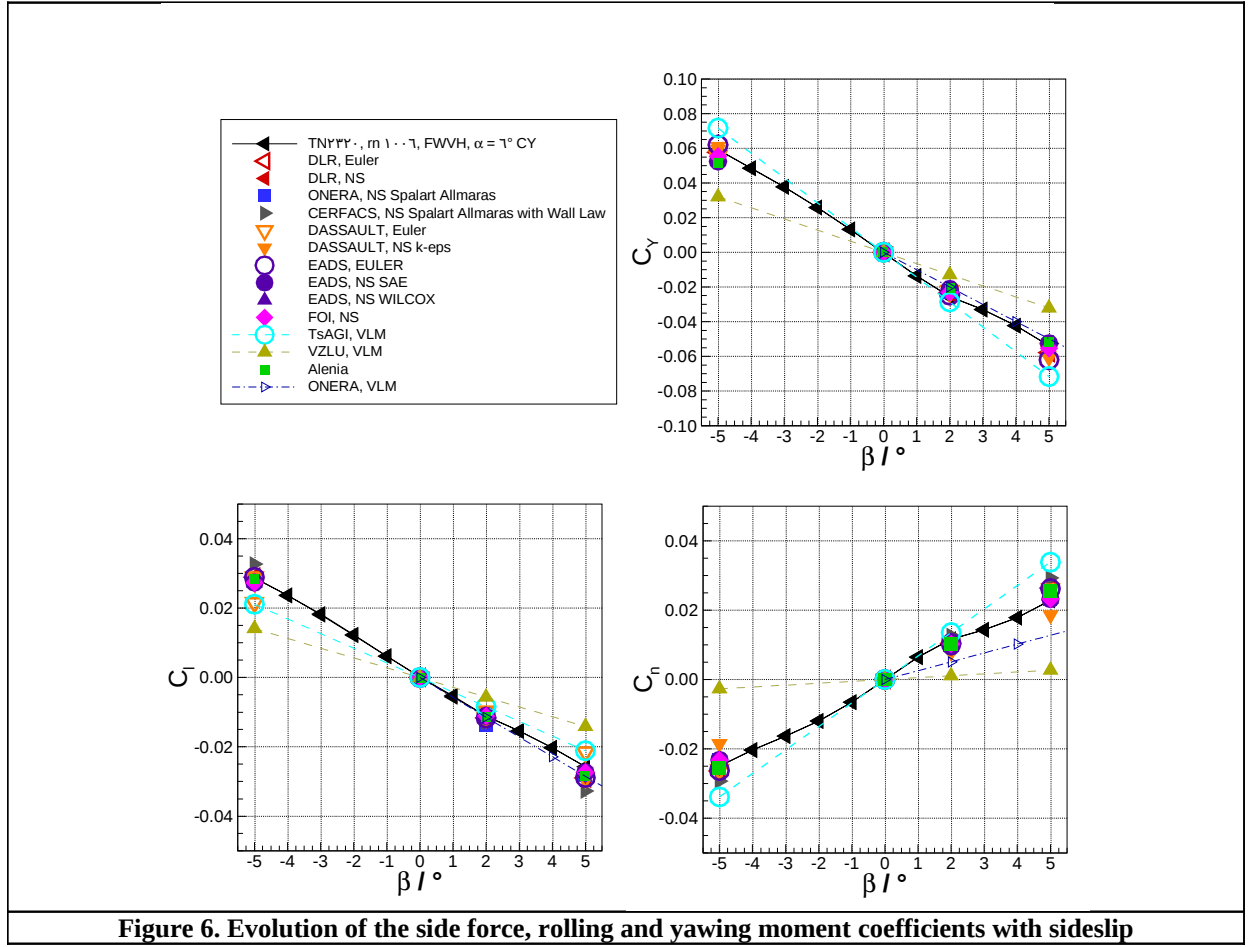 TN۲۳۲۰, rn ۱۰۰٦, FWVH, α = ٦° CY
DLR, Euler
DLR, NS
ONERA, NS Spalart Allmaras
CERFACS, NS Spalart Allmaras with Wall Law
DASSAULT, Euler
DASSAULT, NS k-eps
EADS, EULER
EADS, NS SAE
EADS, NS WILCOX
FOI, NS
TsAGI, VLM
VZLU, VLM
Alenia
ONERA, VLM
C_Y
0.10
0.08
0.06
0.04
0.02
0.00
-0.02
-0.04
-0.06
-0.08
-0.10
-5 -4 -3 -2 -1 0 1 2 3 4 5
β / °
C_l
0.04
0.02
0.00
-0.02
-0.04
-5 -4 -3 -2 -1 0 1 2 3 4 5
β / °
C_n
0.04
0.02
0.00
-0.02
-0.04
-5 -4 -3 -2 -1 0 1 2 3 4 5
β / °
Figure 6. Evolution of the side force, rolling and yawing moment coefficients with sideslip